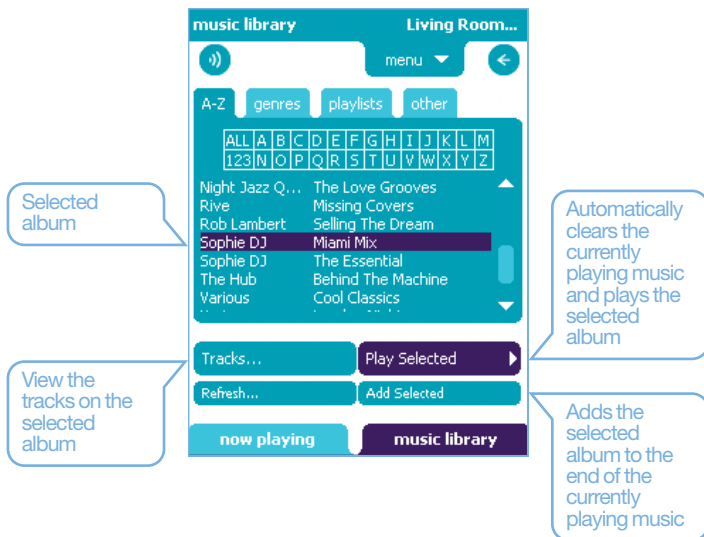 music library Living Room...
menu
A-Z genres playlists other
ALL A B C D E F G H I J K L M
123 N O P Q R S T U V W X Y Z
Night Jazz Q... The Love Grooves
Rive Missing Covers
Rob Lambert Selling The Dream
Sophie DJ Miami Mix
Sophie DJ The Essential
The Hub Behind The Machine
Various Cool Classics
Tracks... Play Selected
Refresh... Add Selected
now playing music library
Selected
album
View the
tracks on the
selected
album
Automatically
clears the
currently
playing music
and plays the
selected
album
Adds the
selected
album to the
end of the
currently
playing music